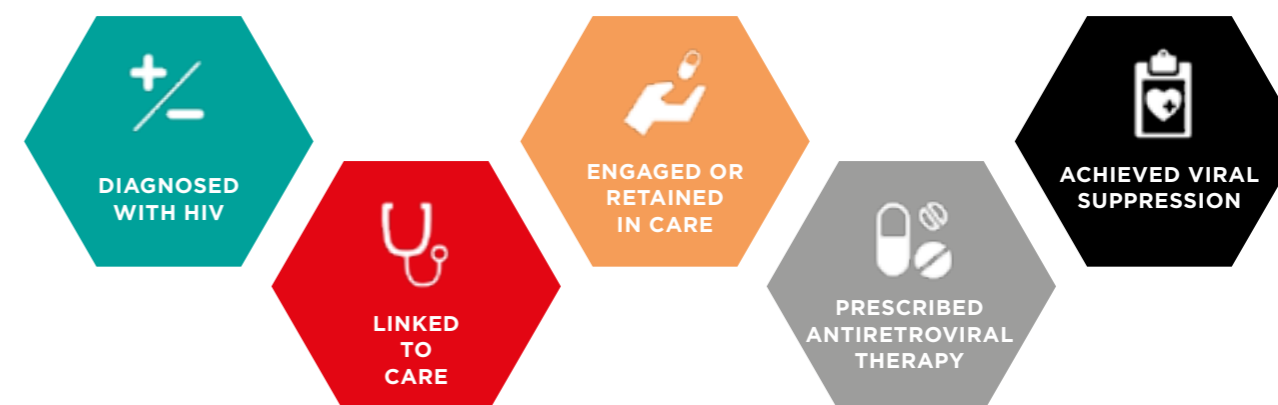 DIAGNOSED
WITH HIV
LINKED
TO
CARE
ENGAGED OR
RETAINED
IN CARE
PRESCRIBED
ANTIRETROVIRAL
THERAPY
ACHIEVED VIRAL
SUPPRESSION